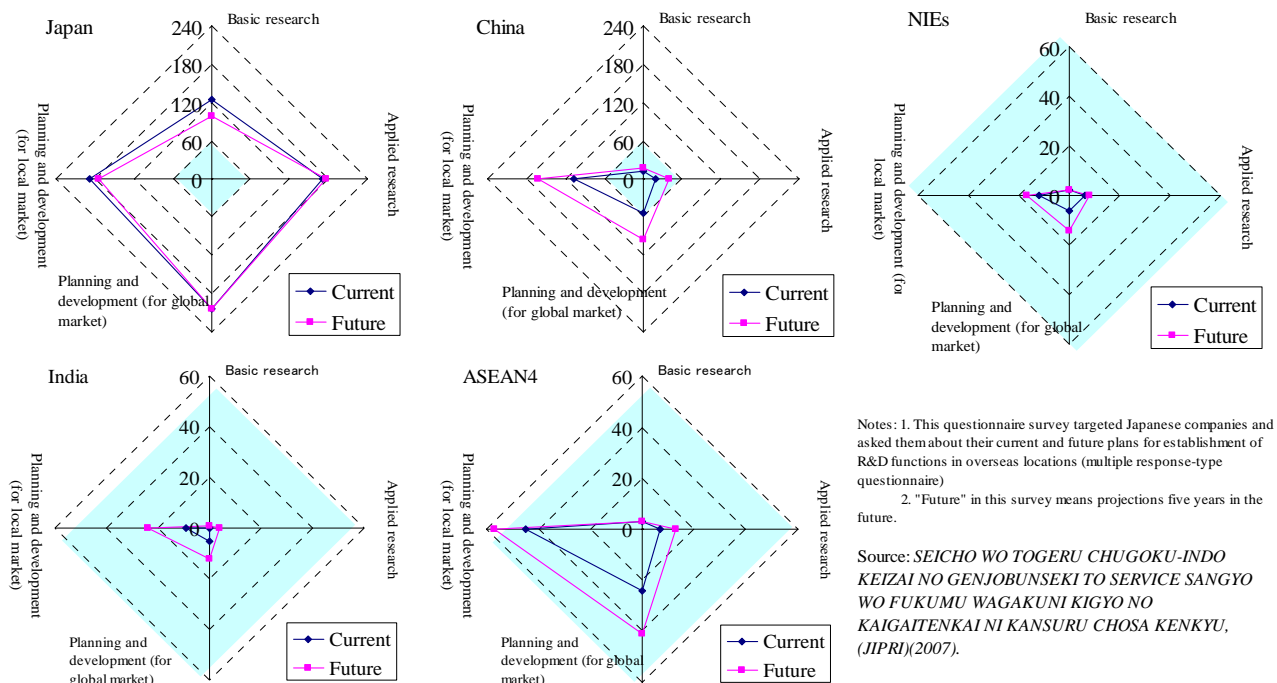 Japan
Basic research
240
180
120
60
0
Applied research
Planning and development
(for local market)
Planning and
development (for global
market)
Current
Future
China
Basic research
240
180
120
60
0
Applied research
Planning and development
(for local market)
Planning and development
(for global market)
Current
Future
NIEs
Basic research
60
40
20
0
Applied research
Planning and development (for
local market)
Planning and
development (for global
market)
Current
Future
India
Basic research
60
40
20
0
Applied research
Planning and development
(for local market)
Planning and
development (for
global market)
Current
Future
ASEAN4
Basic research
60
40
20
0
Applied research
Planning and development
(for local market)
Planning and
development (for global
market)
Current
Future
Notes: 1. This questionnaire survey targeted Japanese companies and
asked them about their current and future plans for establishment of
R&D functions in overseas locations (multiple response-type
questionnaire)
2. "Future" in this survey means projections five years in the
future.
Source: SEICHO WO TOGERU CHUGOKU-INDO
KEIZAI NO GENJOBUNSEKI TO SERVICE SANGYO
WO FUKUMU WAGAKUNI KIGYO NO
KAIGAITENKAI NI KANSURU CHOSA KENKYU,
(JIPRI)(2007).